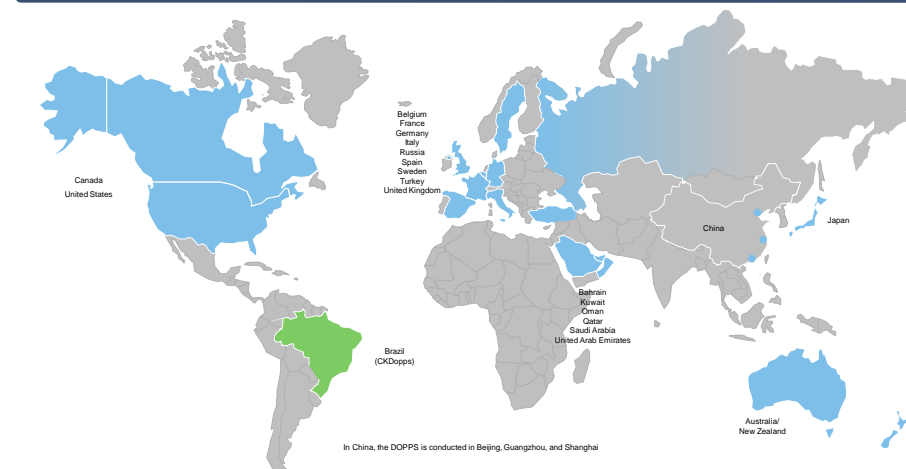 Belgium
France
Germany
Italy
Russia
Spain
Sweden
Turkey
United Kingdom
Canada
United States
China
Japan
Bahrain
Kuwait
Oman
Qatar
Saudi Arabia
United Arab Emirates
Brazil
(CKDopps)
Australia/
New Zealand
In China, the DOPPS is conducted in Beijing, Guangzhou, and Shanghai